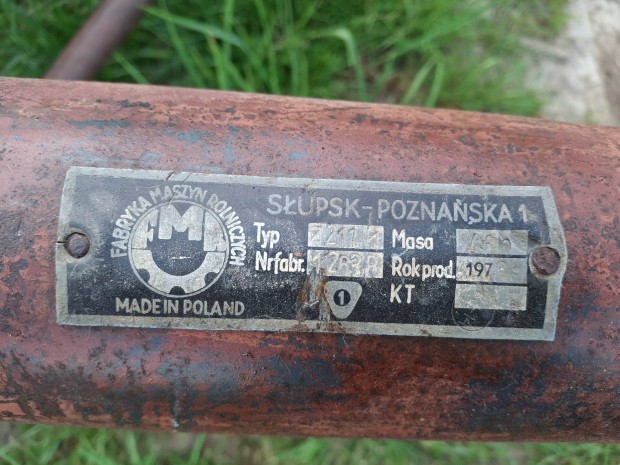 FABRYKA MASZYN ROLNICZYCH
FMR
MADE IN POLAND
SŁUPSK-POZNAŃSKA 1
Typ Masa
Nr fabr. Rok prod. 197
1 KT